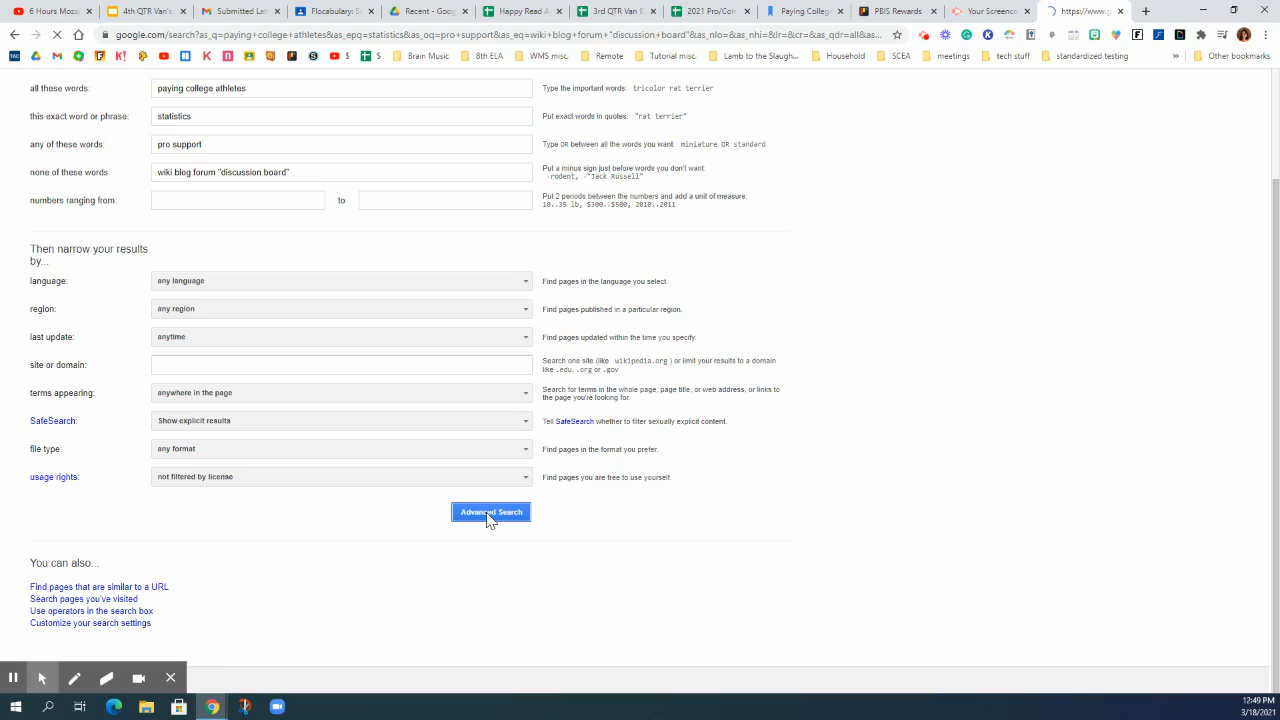 6 Hours Moza
4th QTR Van's
Submitted Let
Flocabulary: S
Recent - Goo
Happy Read A
3rd QTR Van B
2021 Pro/Con
Paying Colleg
PBIS Rewards
Your Screenca
https://www.g
google.com/search?as_q=paying+college+athletes&as_epq=statistics&as_oq=pro+support&as_eq=wiki+blog+forum+"discussion+board"&as_nlo=&as_nhi=&lr=&cr=&as_qdr=all&as...
Brain Music
8th ELA
WMS misc.
Remote
Tutorial misc.
Lamb to the Slaugh...
Household
SCEA
meetings
tech stuff
standardized testing
»
Other bookmarks
all these words:
paying college athletes
Type the important words: tricolor rat terrier
this exact word or phrase:
statistics
Put exact words in quotes: "rat terrier"
any of these words:
pro support
Type OR between all the words you want: miniature OR standard
none of these words:
wiki blog forum "discussion board"
Put a minus sign just before words you don't want:
-rodent, -"Jack Russell"
numbers ranging from:
to
Put 2 periods between the numbers and add a unit of measure:
10..35 lb, $300..$500, 2010..2011
Then narrow your results
by...
language:
any language
Find pages in the language you select.
region:
any region
Find pages published in a particular region.
last update:
anytime
Find pages updated within the time you specify.
site or domain:
Search one site (like wikipedia.org ) or limit your results to a domain
like .edu, .org or .gov
terms appearing:
anywhere in the page
Search for terms in the whole page, page title, or web address, or links to
the page you're looking for.
SafeSearch:
Show explicit results
Tell SafeSearch whether to filter sexually explicit content.
file type:
any format
Find pages in the format you prefer.
usage rights:
not filtered by license
Find pages you are free to use yourself.
Advanced Search
You can also...
Find pages that are similar to a URL
Search pages you've visited
Use operators in the search box
Customize your search settings
12:49 PM
3/18/2021